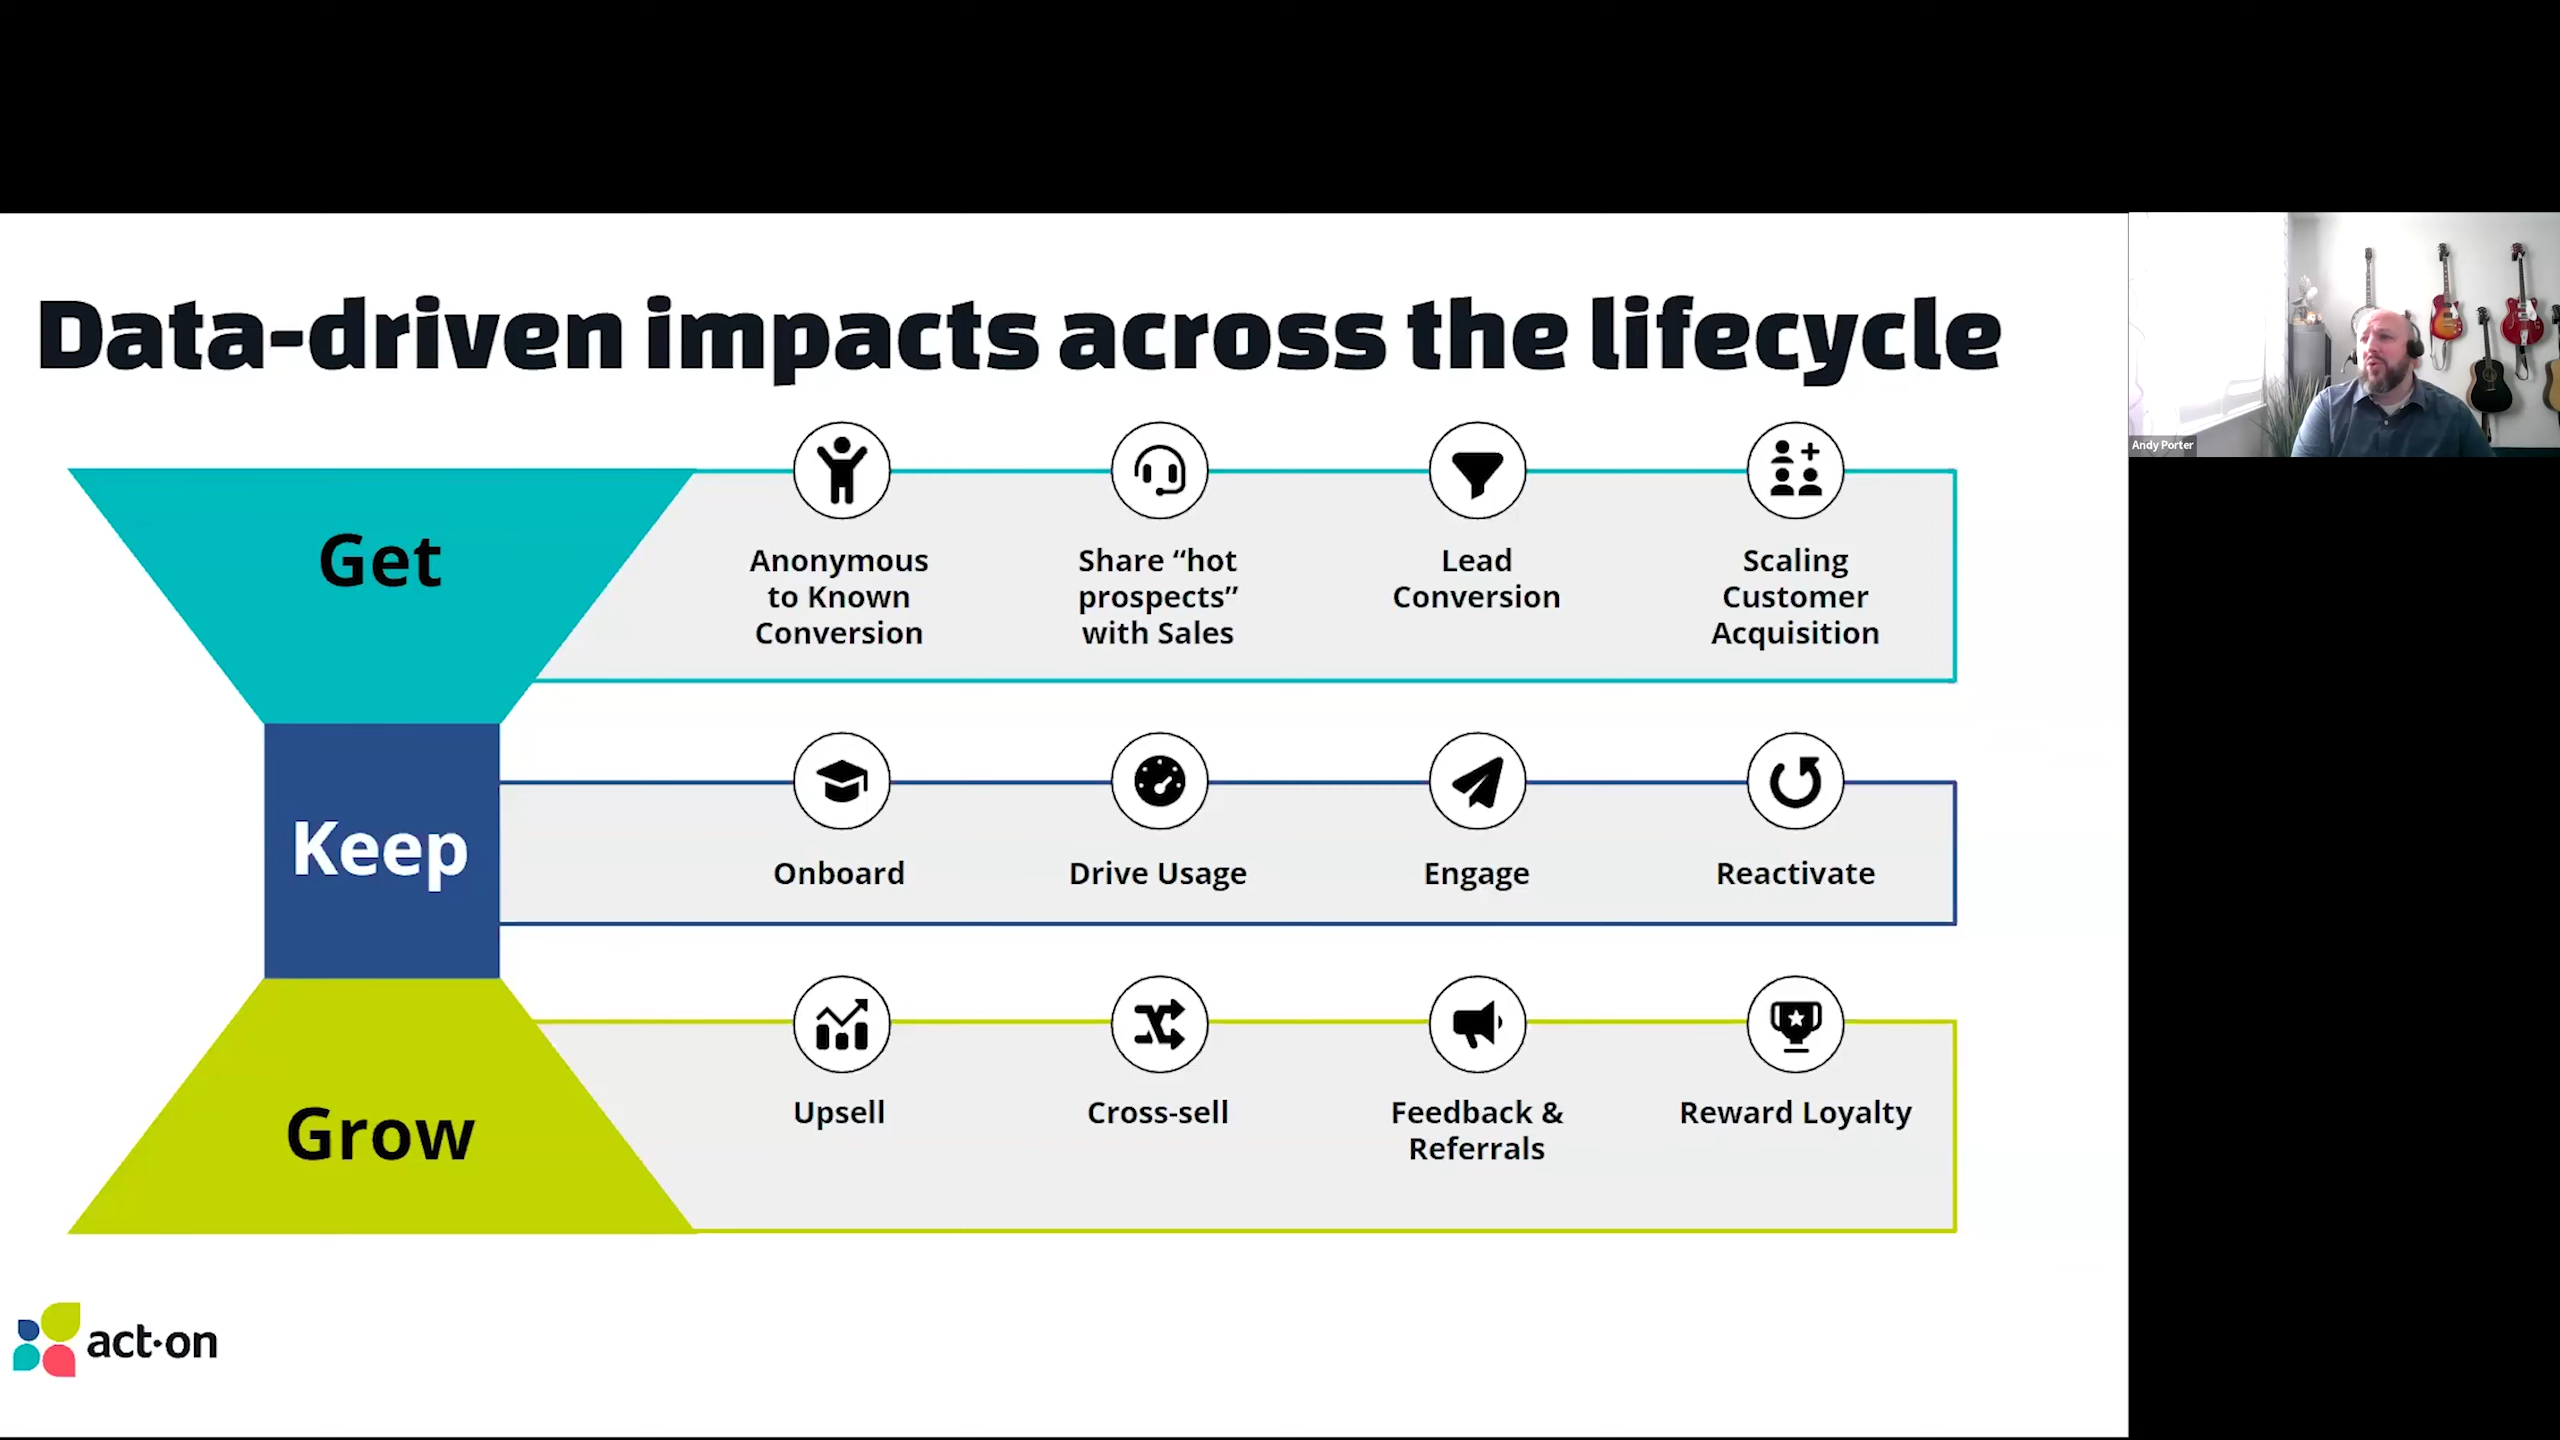 Data-driven impacts across the lifecycle
Andy Porter
Get
Anonymous
to Known
Conversion
Share “hot
prospects”
with Sales
Lead
Conversion
Scaling
Customer
Acquisition
Keep
Onboard
Drive Usage
Engage
Reactivate
Grow
Upsell
Cross-sell
Feedback &
Referrals
Reward Loyalty
act·on